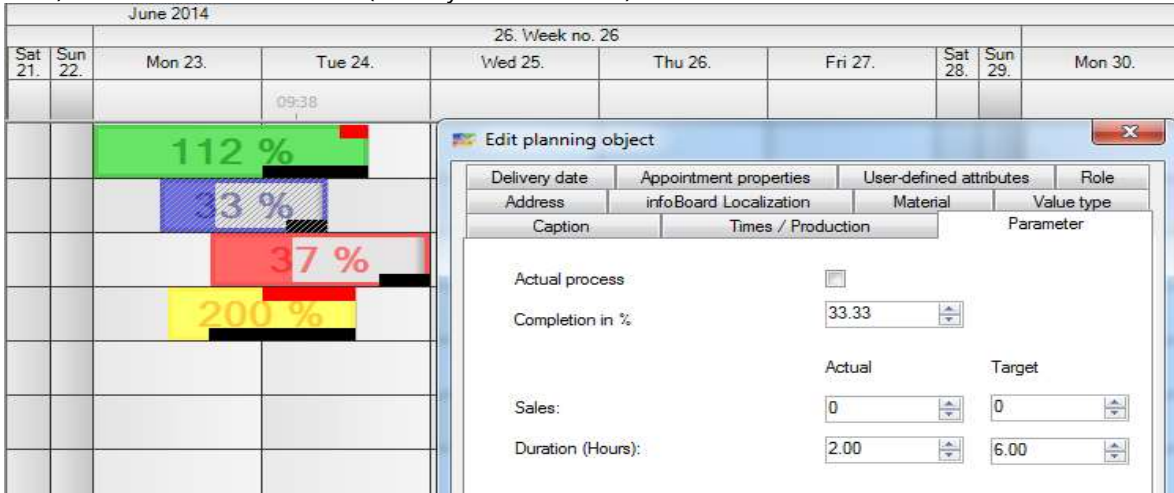 June 2014
26. Week no. 26
Sat 21. Sun 22. Mon 23. Tue 24. Wed 25. Thu 26. Fri 27. Sat 28. Sun 29. Mon 30.
09:38
112 %
33 %
37 %
200 %
Edit planning object
Delivery date Appointment properties User-defined attributes Role
Address infoBoard Localization Material Value type
Caption Times / Production Parameter
Actual process
Completion in % 33.33
Actual Target
Sales: 0 0
Duration (Hours): 2.00 6.00